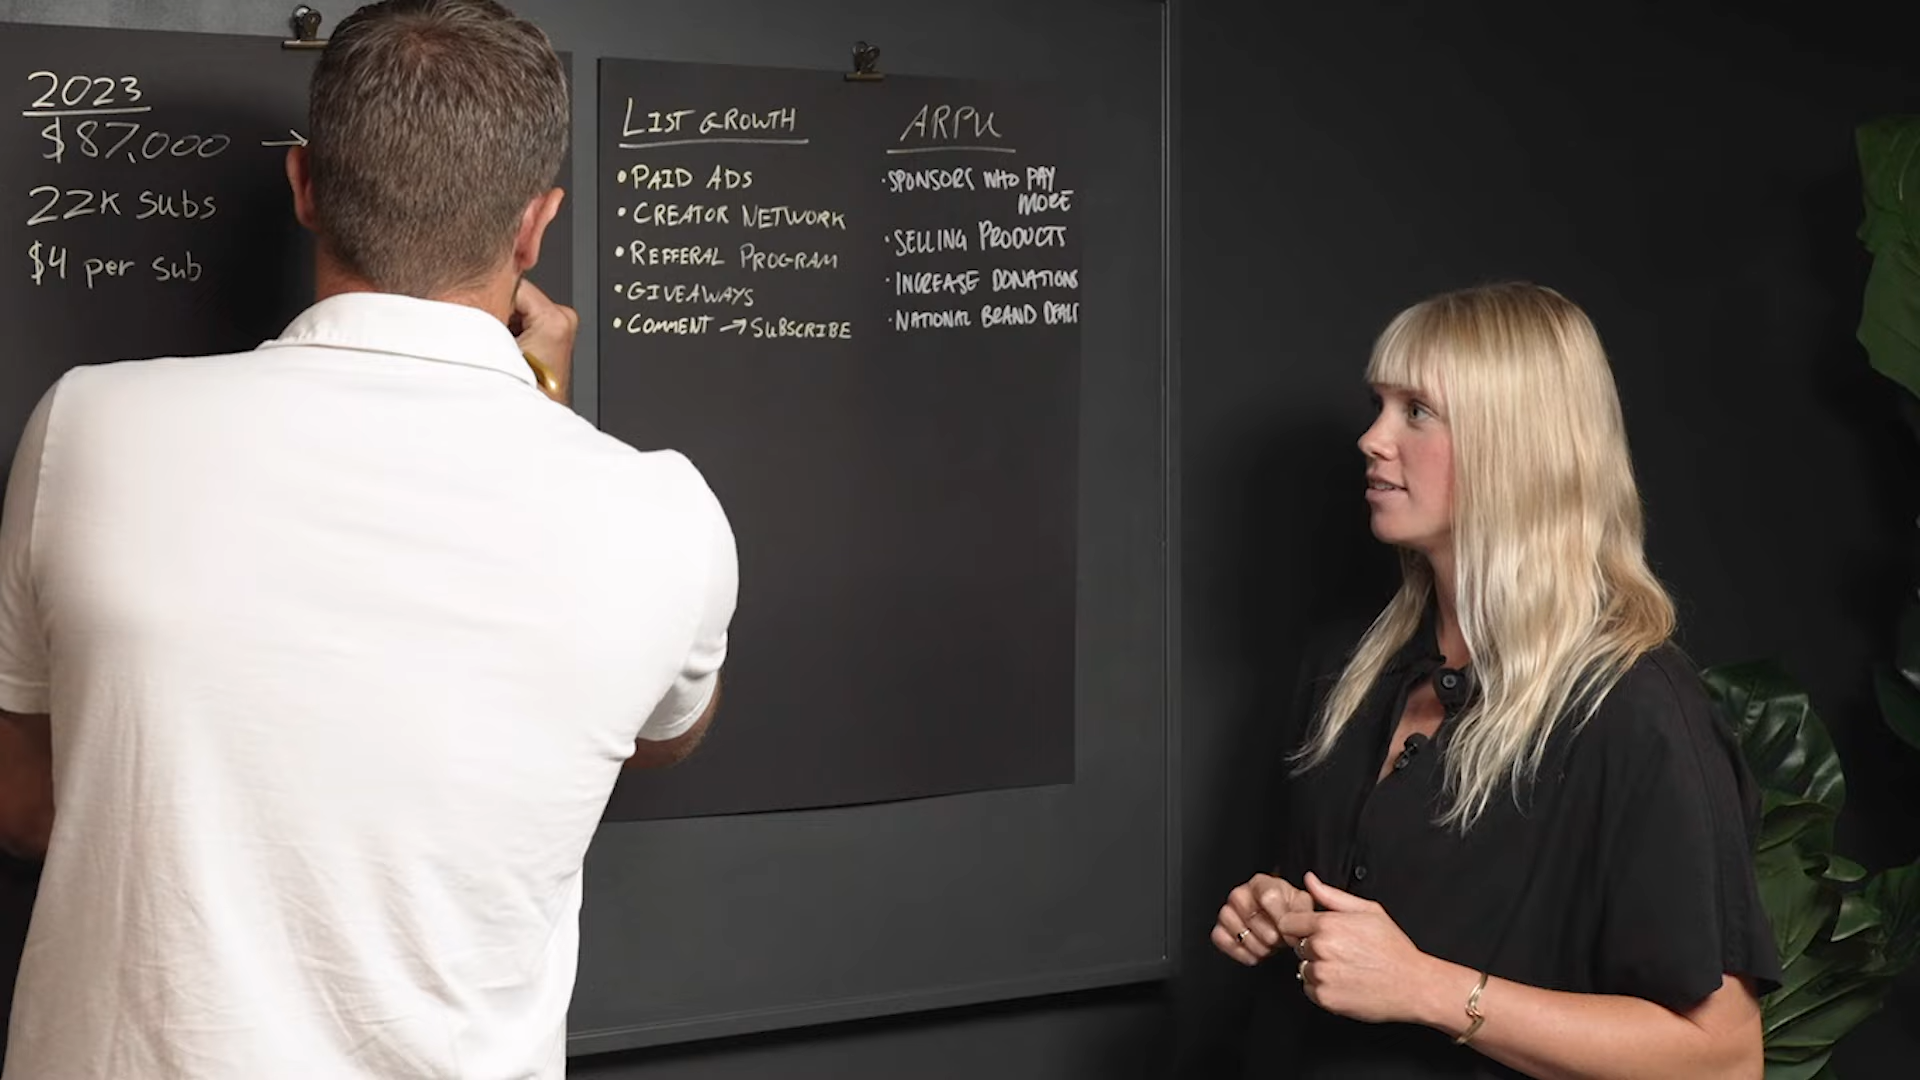 2023
$87,000 →
22K subs
$4 per sub
LIST GROWTH
• PAID ADS
• CREATOR NETWORK
• REFFERAL PROGRAM
• GIVEAWAYS
• COMMENT → SUBSCRIBE
ARPU
· SPONSORS WHO PAY
MORE
· SELLING PRODUCTS
· INCREASE DONATIONS
· NATIONAL BRAND DEALS